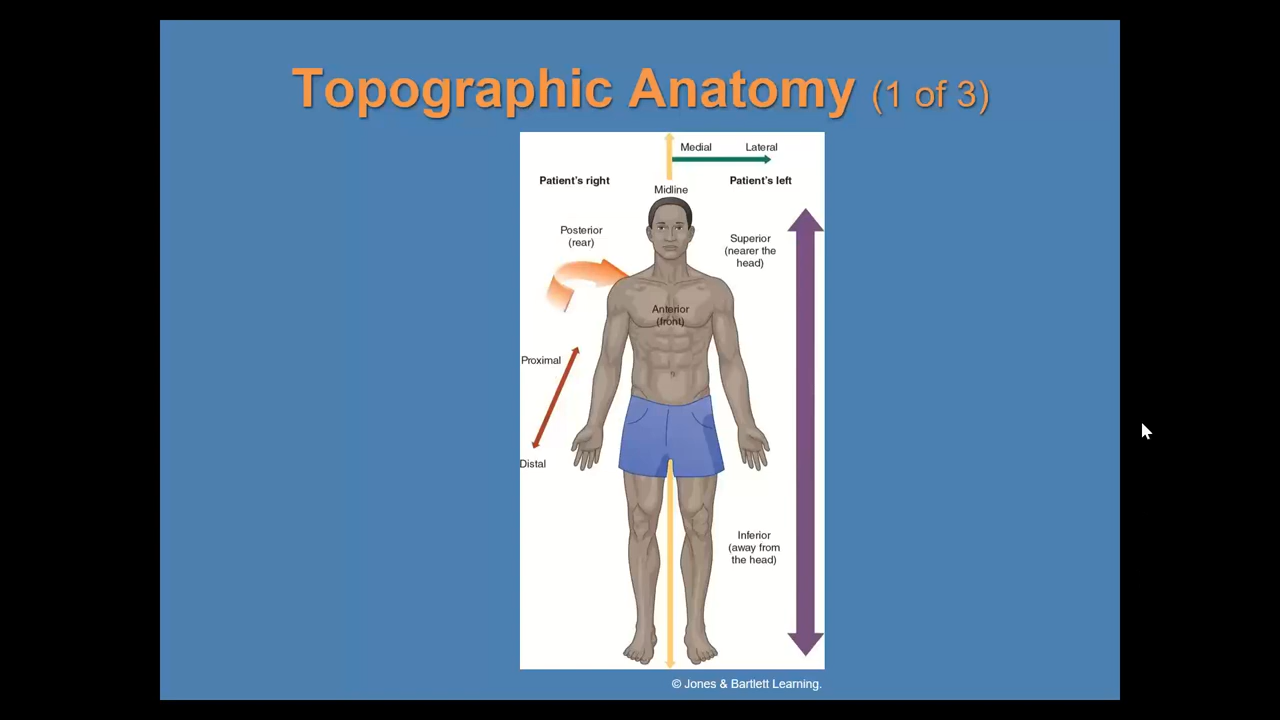 Topographic Anatomy (1 of 3)
Medial Lateral
Patient's right
Patient's left
Midline
Posterior
(rear)
Superior
(nearer the
head)
Anterior
(front)
Proximal
Distal
Inferior
(away from
the head)
© Jones & Bartlett Learning.